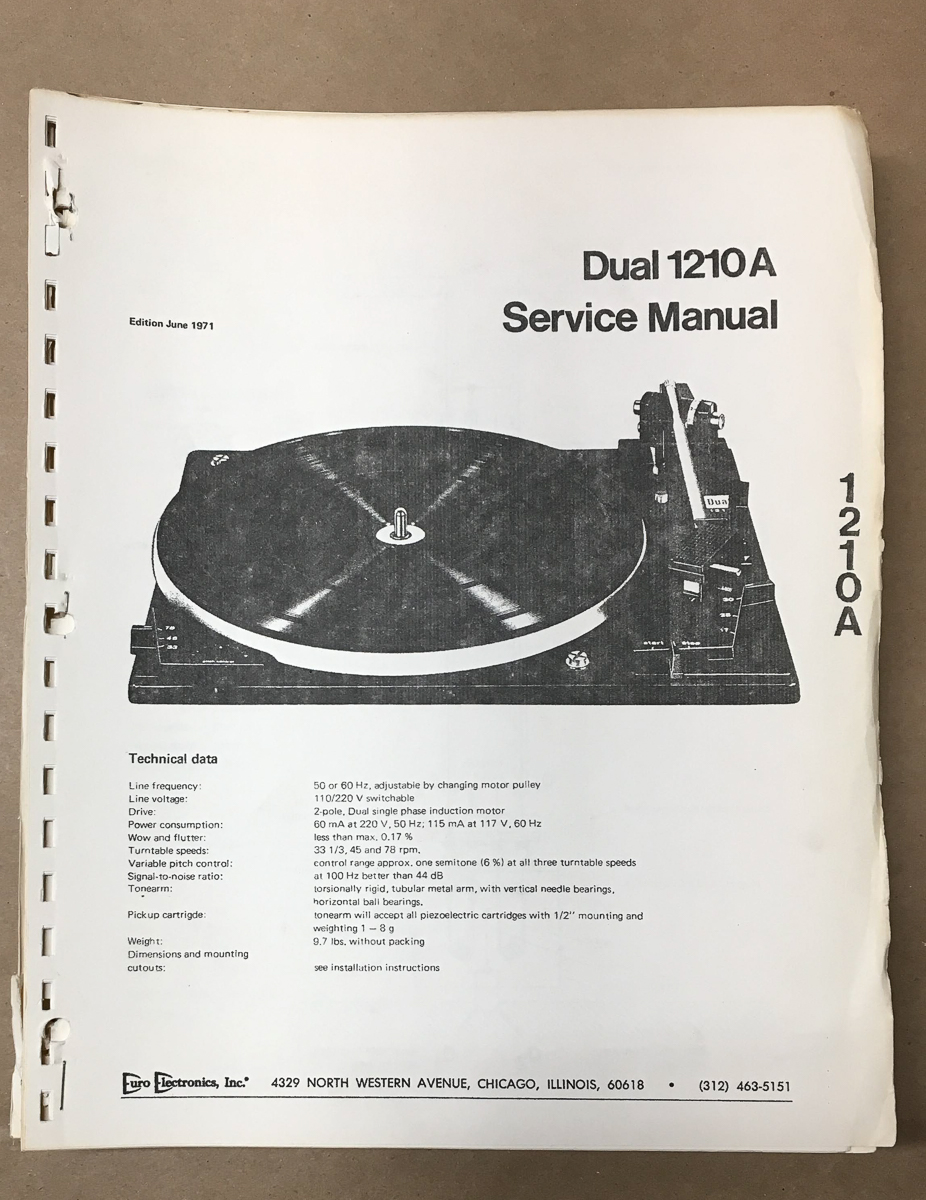 Dual 1210A
Service Manual
Edition June 1971
1210A
Dua
78
45
33
start stop
Technical data
Line frequency: 50 or 60 Hz, adjustable by changing motor pulley
Line voltage: 110/220 V switchable
Drive: 2-pole, Dual single phase induction motor
Power consumption: 60 mA at 220 V, 50 Hz; 115 mA at 117 V, 60 Hz
Wow and flutter: less than max. 0.17 %
Turntable speeds: 33 1/3, 45 and 78 rpm.
Variable pitch control: control range approx. one semitone (6 %) at all three turntable speeds
Signal-to-noise ratio: at 100 Hz better than 44 dB
Tonearm: torsionally rigid, tubular metal arm, with vertical needle bearings,
horizontal ball bearings.
Pickup cartrigde: tonearm will accept all piezoelectric cartridges with 1/2" mounting and
weighting 1 – 8 g
Weight: 9.7 lbs. without packing
Dimensions and mounting
cutouts: see installation instructions
Euro Electronics, Inc. 4329 NORTH WESTERN AVENUE, CHICAGO, ILLINOIS, 60618 • (312) 463-5151